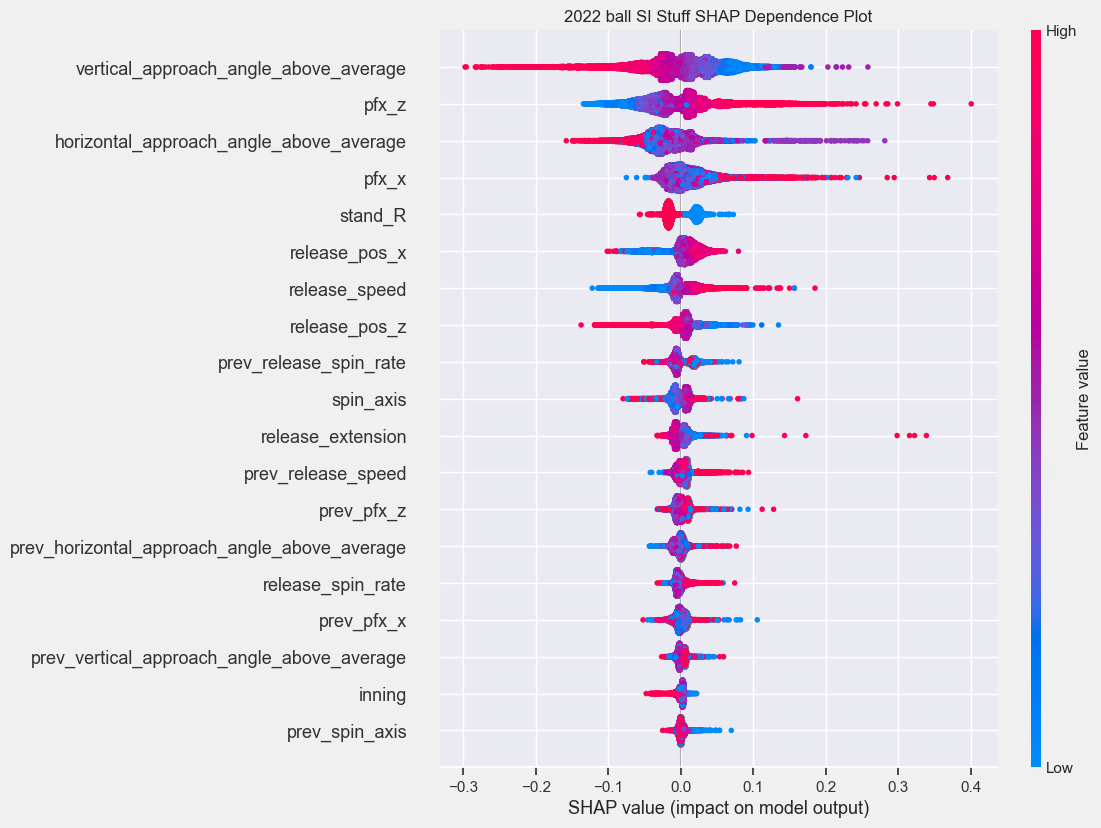 2022 ball SI Stuff SHAP Dependence Plot
High
vertical_approach_angle_above_average
pfx_z
horizontal_approach_angle_above_average
pfx_x
stand_R
release_pos_x
release_speed
release_pos_z
prev_release_spin_rate
spin_axis
release_extension
prev_release_speed
prev_pfx_z
prev_horizontal_approach_angle_above_average
release_spin_rate
prev_pfx_x
prev_vertical_approach_angle_above_average
inning
prev_spin_axis
Feature value
Low
−0.3 −0.2 −0.1 0.0 0.1 0.2 0.3 0.4
SHAP value (impact on model output)